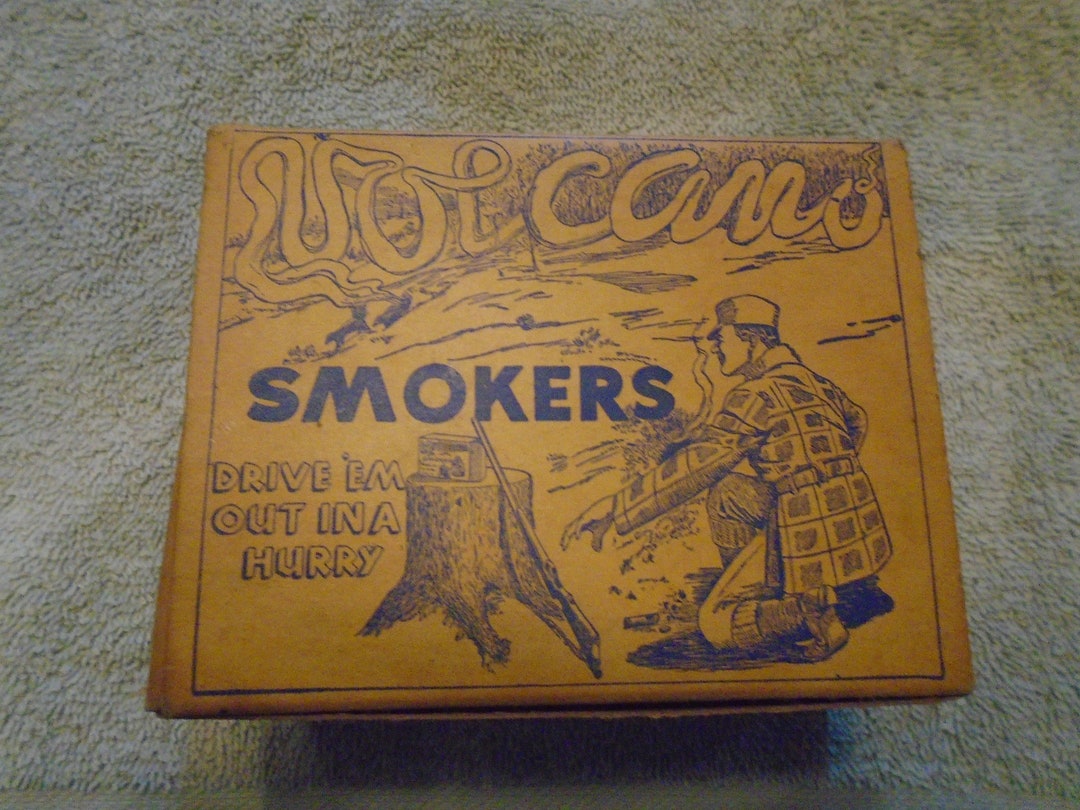 Volcano
SMOKERS
DRIVE 'EM
OUT IN A
HURRY